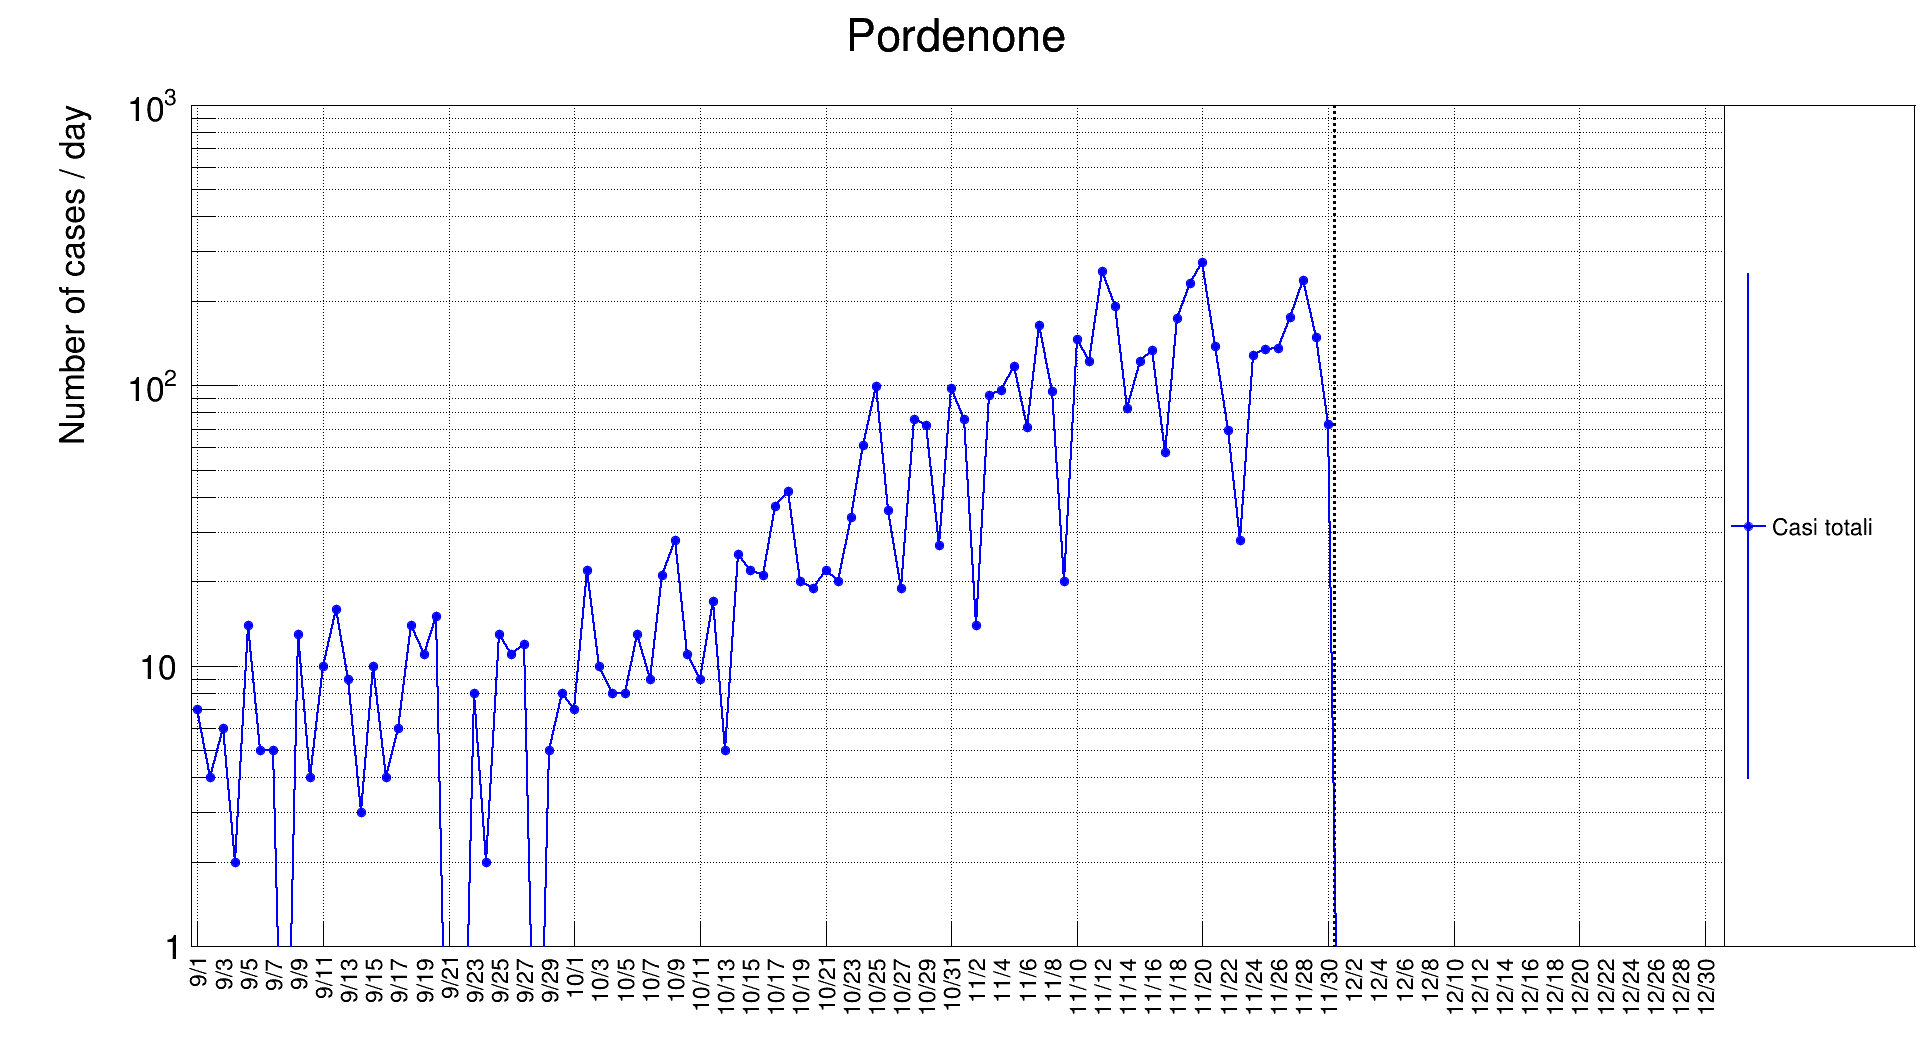 Pordenone
Number of cases / day
10³
10²
10
1
9/1 9/3 9/5 9/7 9/9 9/11 9/13 9/15 9/17 9/19 9/21 9/23 9/25 9/27 9/29 10/1 10/3 10/5 10/7 10/9 10/11 10/13 10/15 10/17 10/19 10/21 10/23 10/25 10/27 10/29 10/31 11/2 11/4 11/6 11/8 11/10 11/12 11/14 11/16 11/18 11/20 11/22 11/24 11/26 11/28 11/30 12/2 12/4 12/6 12/8 12/10 12/12 12/14 12/16 12/18 12/20 12/22 12/24 12/26 12/28 12/30
Casi totali